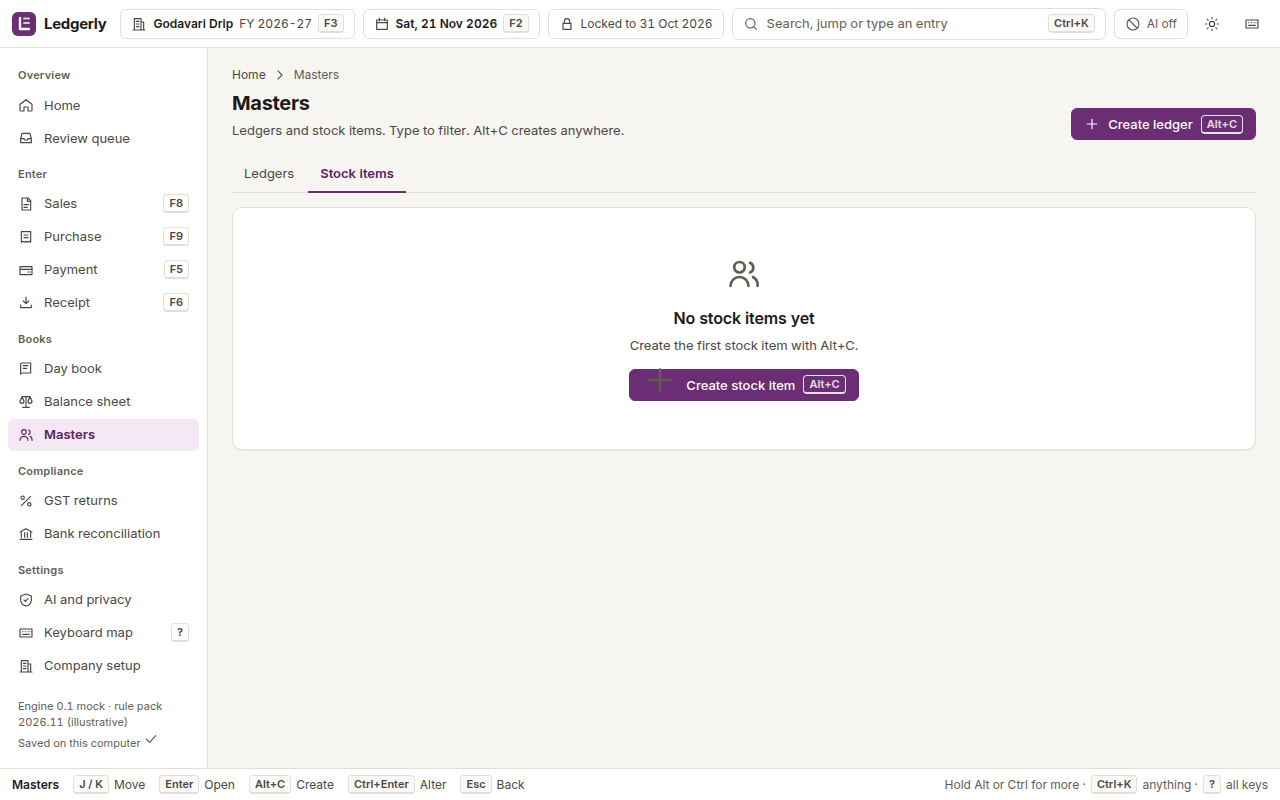 Ledgerly
Godavari Drip FY 2026-27 F3
Sat, 21 Nov 2026 F2
Locked to 31 Oct 2026
Search, jump or type an entry Ctrl+K
AI off
Overview
Home
Review queue
Enter
Sales F8
Purchase F9
Payment F5
Receipt F6
Books
Day book
Balance sheet
Masters
Compliance
GST returns
Bank reconciliation
Settings
AI and privacy
Keyboard map ?
Company setup
Engine 0.1 mock · rule pack
2026.11 (illustrative)
Saved on this computer
Home Masters
Masters
Ledgers and stock items. Type to filter. Alt+C creates anywhere.
Create ledger Alt+C
Ledgers Stock items
No stock items yet
Create the first stock item with Alt+C.
Create stock item Alt+C
Masters J / K Move Enter Open Alt+C Create Ctrl+Enter Alter Esc Back
Hold Alt or Ctrl for more · Ctrl+K anything · ? all keys